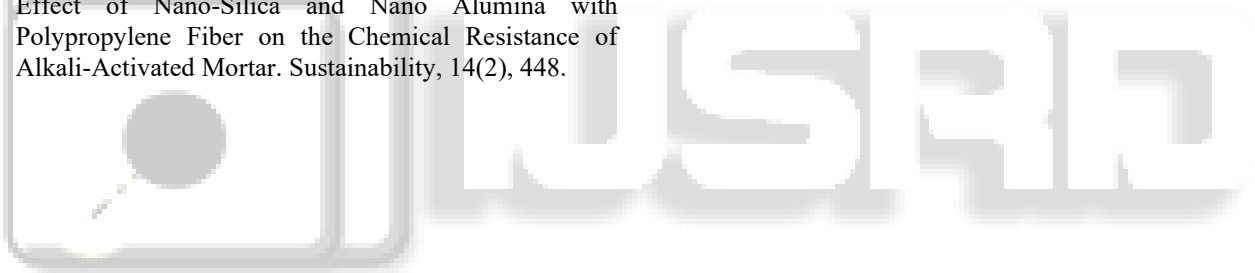 Effect of Nano-Silica and Nano Alumina with
Polypropylene Fiber on the Chemical Resistance of
Alkali-Activated Mortar. Sustainability, 14(2), 448.
IJSRD